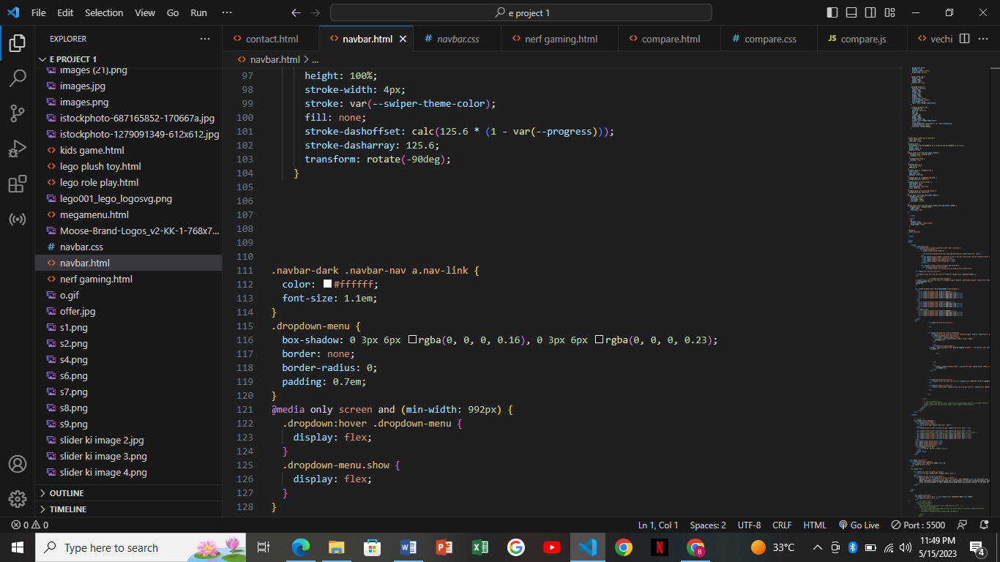 File Edit Selection View Go Run ···
e project 1
EXPLORER ···
E PROJECT 1
images (21).png
images.jpg
images.png
istockphoto-687165852-170667a.jpg
istockphoto-1279091349-612x612.jpg
kids game.html
lego plush toy.html
lego role play.html
lego001_lego_logosvg.png
megamenu.html
Moose-Brand-Logos_v2-KK-1-768x7...
navbar.css
navbar.html
nerf gaming.html
o.gif
offer.jpg
s1.png
s2.png
s4.png
s6.png
s7.png
s8.png
s9.png
slider ki image 2.jpg
slider ki image 3.png
slider ki image 4.png
OUTLINE
TIMELINE
contact.html navbar.html navbar.css nerf gaming.html compare.html compare.css JS compare.js vechi
navbar.html > ...
97 height: 100%;
98 stroke-width: 4px;
99 stroke: var(--swiper-theme-color);
100 fill: none;
101 stroke-dashoffset: calc(125.6 * (1 - var(--progress)));
102 stroke-dasharray: 125.6;
103 transform: rotate(-90deg);
104 }
105
106
107
108
109
110
111 .navbar-dark .navbar-nav a.nav-link {
112 color: #ffffff;
113 font-size: 1.1em;
114 }
115 .dropdown-menu {
116 box-shadow: 0 3px 6px rgba(0, 0, 0, 0.16), 0 3px 6px rgba(0, 0, 0, 0.23);
117 border: none;
118 border-radius: 0;
119 padding: 0.7em;
120 }
121 @media only screen and (min-width: 992px) {
122 .dropdown:hover .dropdown-menu {
123 display: flex;
124 }
125 .dropdown-menu.show {
126 display: flex;
127 }
128 }
0 0 Ln 1, Col 1 Spaces: 2 UTF-8 CRLF HTML Go Live Port : 5500
Type here to search
33°C
11:49 PM
5/15/2023
4